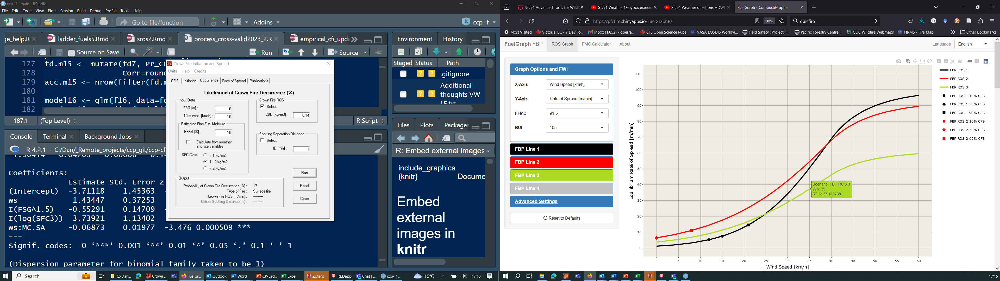 ccp-lf - main - RStudio
File Edit Code View Plots Session Build Debug Profile Tools Help
Go to file/function
Addins
ccp-lf
ge_help.R
ladder_fuels5.Rmd
sros2.Rmd
process_cross-valid2023_2.R
empirical_cfi_upda
Source on Save
Run
Source
177 fd.m15 <- mutate(fd7, Pr_CF
178 Corr=roun
179 acc.m15 <- nrow(filter(fd.m
180
181 model16 <- glm(f16, data=fd
182
187:1 (Top Level) R Script
Console Terminal Background Jobs
R 4.2.1 · C:/Dan/_Remote_projects/ccp_git/ccp-cf
Coefficients:
Estimate Std. Error z
(Intercept) -3.71118 1.45363
ws 1.43447 0.37253
I(FSG^1.5) -0.55291 0.14709
I(log(SFC3)) 3.73921 1.13402
ws:MC.SA -0.06873 0.01977 -3.476 0.000509 ***
---
Signif. codes: 0 ‘***’ 0.001 ‘**’ 0.01 ‘*’ 0.05 ‘.’ 0.1 ‘ ’ 1
(Dispersion parameter for binomial family taken to be 1)
Crown Fire Initiation and Spread
Units Help Credits
CFIS Initiation Occurrence Rate of Spread Publications
Likelihood of Crown Fire Occurrence (%)
Input Data
FSG [m] : 6
10-m wind [km/h] : 10
Estimated Fine Fuel Moisture
EFFM [%] : 10
Calculate from weather
and site variables
SFC Class : < 1 kg/m2
1 - 2 kg/m2
> 2 kg/m2
Crown Fire ROS
Select
CBD [kg/m3]: 0.14
Spotting Separation Distance
Select
ID [min] : 1
Run
Reset
Close
Output
Probability of Crown Fire Occurrence [%] : 17
Type of Fire : Surface fire
Crown Fire ROS [m/min] : ----------
Critical Spotting Distance [m] : ----------
Environment History
Staged Status Path
.gitignore
Additional
thoughts VW
Files Plots Packages
R: Embed external images
include_graphics
{knitr} Docume
Embed
external
images in
knitr
Search
C:\Dan...
Crown ...
FuelGr...
Outlook
Word
CP-Lad...
Excel
Zotero
REDapp
Chat | ...
ccp-lf ...
10°C
17:15
S-591 Advanced Tools for Wildl
S 591 Weather Osoyoos exercis
S 591 Weather questions HDW
FuelGraph - CombustiGraphe
https://pfcfire.shinyapps.io/FuelGraphR/
90%
quicfire
Most Visited
Victoria, BC - 7 Day Fo...
Inbox (1,852) - dperra...
CFS Open Science Pubs
NASA EOSDIS Worldvi...
Field Safety : Project Fi...
Pacific Forestry Centre ...
GOC Wildfire Webmaps
FIRMS - Fire Map
Other Bookmarks
FuelGraph FBP ROS Graph FMC Calculator About
Language English
Graph Options and FWI
X-Axis Wind Speed [km/h]
Y-Axis Rate of Spread [m/min]
FFMC 91.5
BUI 105
FBP Line 1
FBP Line 2
FBP Line 3
FBP Line 4
Advanced Settings
Reset to Defaults
Equilibrium Rate of Spread [m/min]
110
100
90
80
70
60
50
40
30
20
10
0
0 5 10 15 20 25 30 35 40 45 50 55 60
Wind Speed [km/h]
Scenario: FBP ROS 3
WS: 35
ROS: 37.160738
FBP ROS 1
FBP ROS 2
FBP ROS 3
FBP ROS 1 10% CFB
FBP ROS 1 50% CFB
FBP ROS 1 90% CFB
FBP ROS 2 10% CFB
FBP ROS 2 50% CFB
FBP ROS 2 90% CFB
17:15